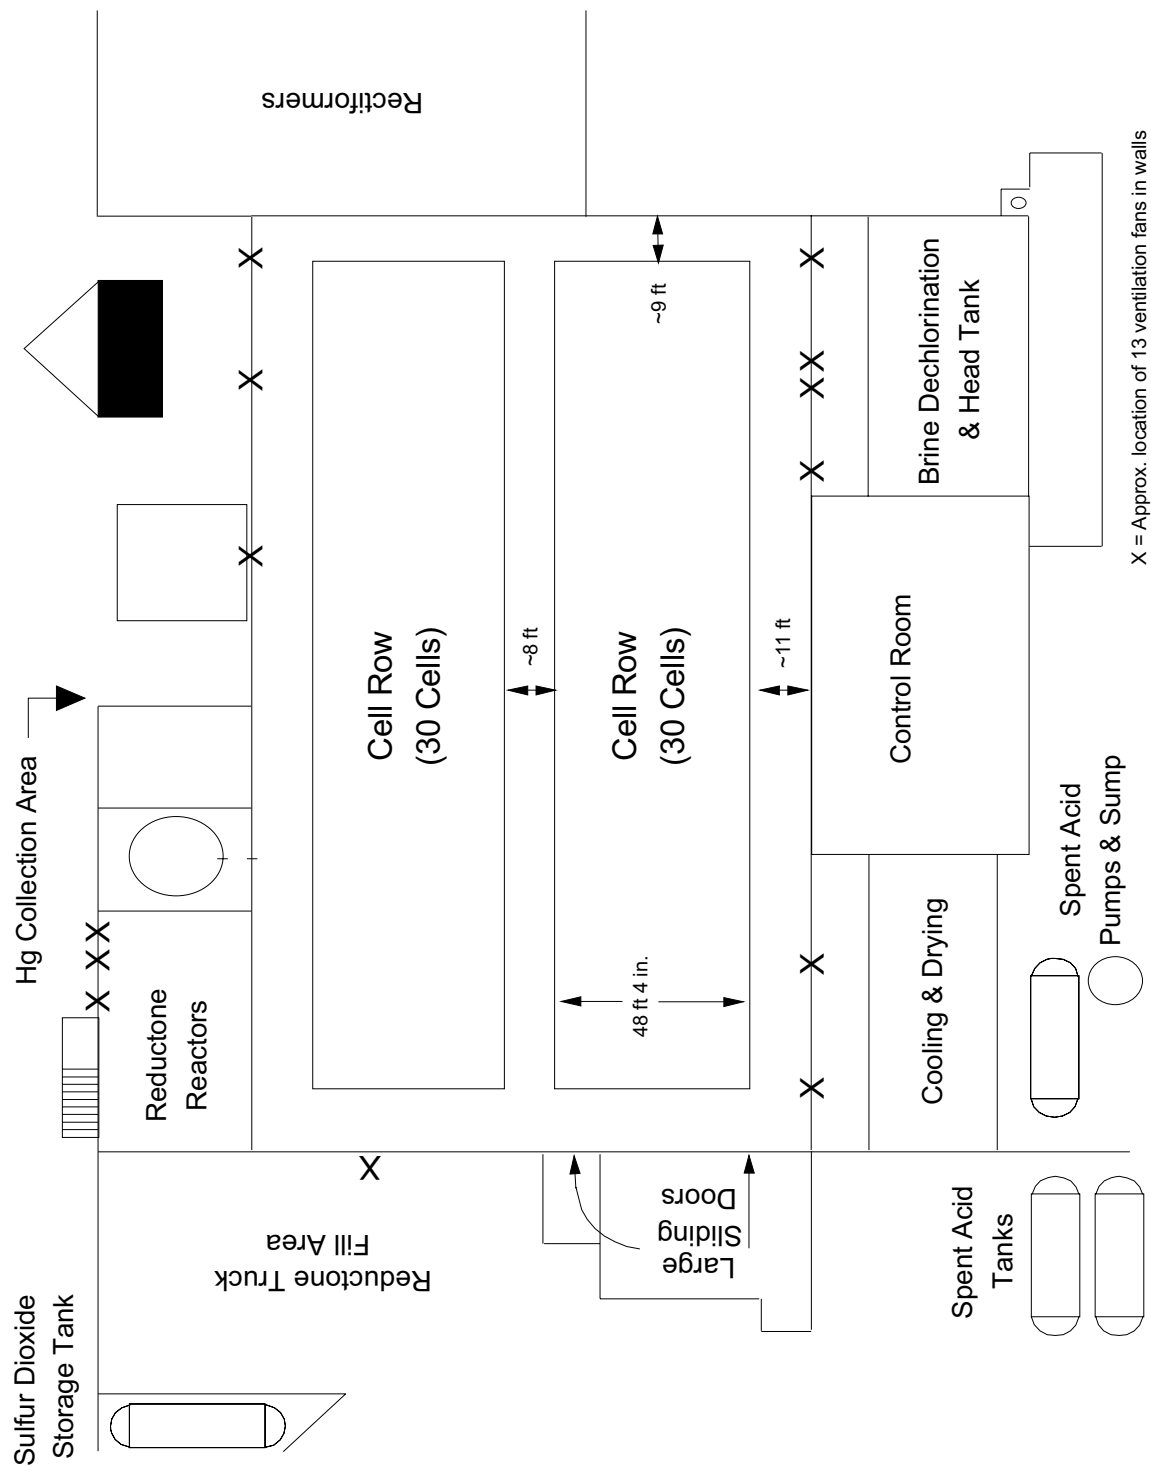 Rectiformers
Hg Collection Area
Cell Row
(30 Cells)
~8 ft
Cell Row
(30 Cells)
~9 ft
~11 ft
48 ft 4 in.
Brine Dechlorination
& Head Tank
Control Room
Cooling & Drying
Reductone
Reactors
Spent Acid
Pumps & Sump
Spent Acid
Tanks
Large
Sliding
Doors
Reductone Truck
Fill Area
Sulfur Dioxide
Storage Tank
X
X
X
X
X
X
X
X
X
X
X
X
X
X = Approx. location of 13 ventilation fans in walls